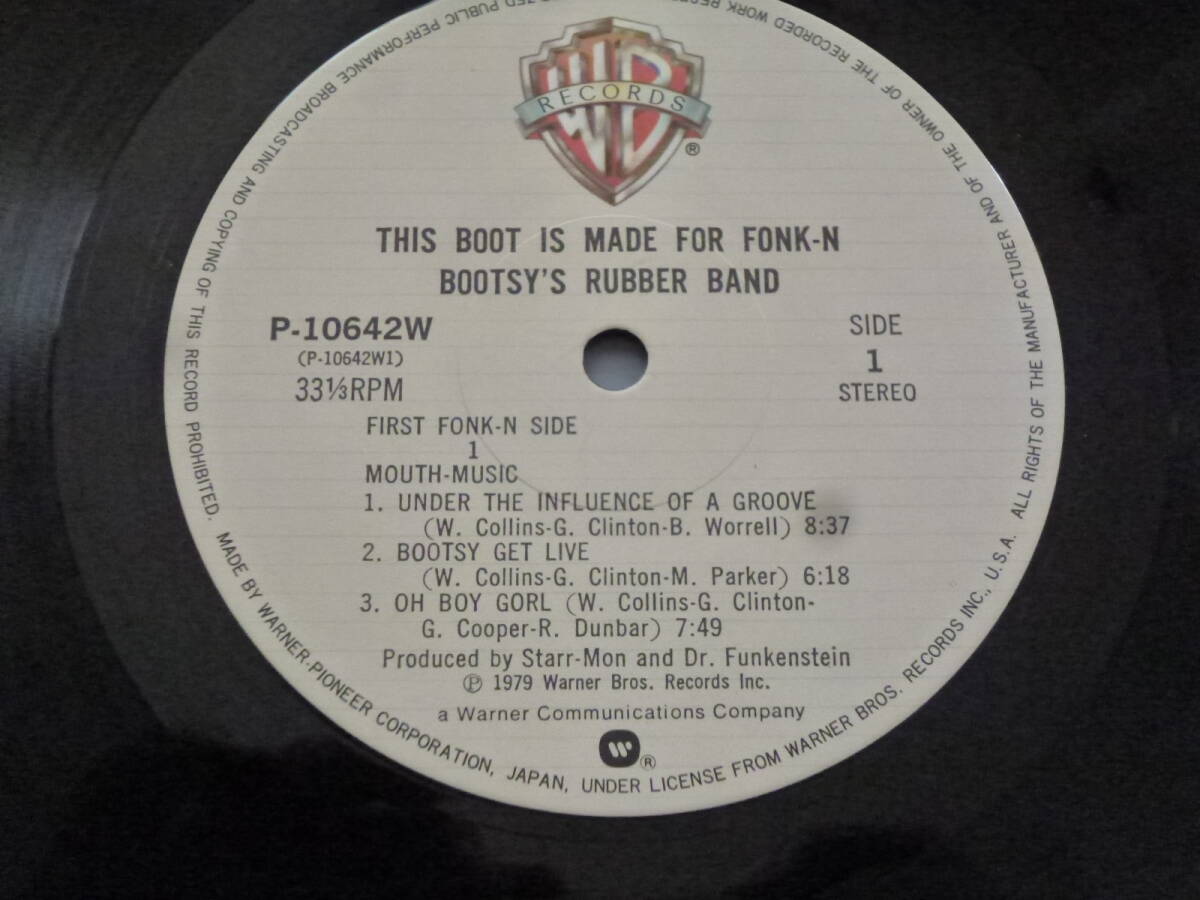 WB
RECORDS
®
THIS BOOT IS MADE FOR FONK-N
BOOTSY'S RUBBER BAND
P-10642W
(P-10642W1)
33⅓RPM
SIDE
1
STEREO
FIRST FONK-N SIDE
1
MOUTH-MUSIC
1. UNDER THE INFLUENCE OF A GROOVE
(W. Collins-G. Clinton-B. Worrell) 8:37
2. BOOTSY GET LIVE
(W. Collins-G. Clinton-M. Parker) 6:18
3. OH BOY GORL (W. Collins-G. Clinton-
G. Cooper-R. Dunbar) 7:49
Produced by Starr-Mon and Dr. Funkenstein
℗ 1979 Warner Bros. Records Inc.
a Warner Communications Company
W ®
MADE BY WARNER-PIONEER CORPORATION, JAPAN, UNDER LICENSE FROM WARNER BROS. RECORDS INC., U.S.A. ALL RIGHTS OF THE MANUFACTURER AND OF THE OWNER OF THE RECORDED WORK ZED PUBLIC PERFORMANCE BROADCASTING AND COPYING OF THIS RECORD PROHIBITED.